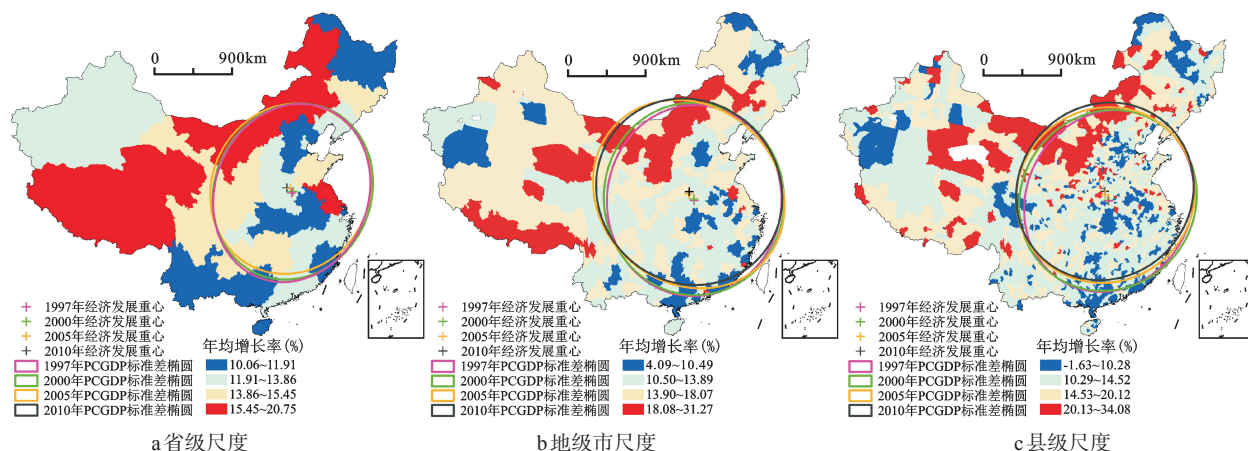 0 900km
1997年经济发展重心
2000年经济发展重心
2005年经济发展重心
2010年经济发展重心
1997年PCGDP标准差椭圆
2000年PCGDP标准差椭圆
2005年PCGDP标准差椭圆
2010年PCGDP标准差椭圆
年均增长率(%)
10.06~11.91
11.91~13.86
13.86~15.45
15.45~20.75
a省级尺度
0 900km
1997年经济发展重心
2000年经济发展重心
2005年经济发展重心
2010年经济发展重心
1997年PCGDP标准差椭圆
2000年PCGDP标准差椭圆
2005年PCGDP标准差椭圆
2010年PCGDP标准差椭圆
年均增长率(%)
4.09~10.49
10.50~13.89
13.90~18.07
18.08~31.27
b地级市尺度
0 900km
1997年经济发展重心
2000年经济发展重心
2005年经济发展重心
2010年经济发展重心
1997年PCGDP标准差椭圆
2000年PCGDP标准差椭圆
2005年PCGDP标准差椭圆
2010年PCGDP标准差椭圆
年均增长率(%)
-1.63~10.28
10.29~14.52
14.53~20.12
20.13~34.08
c县级尺度